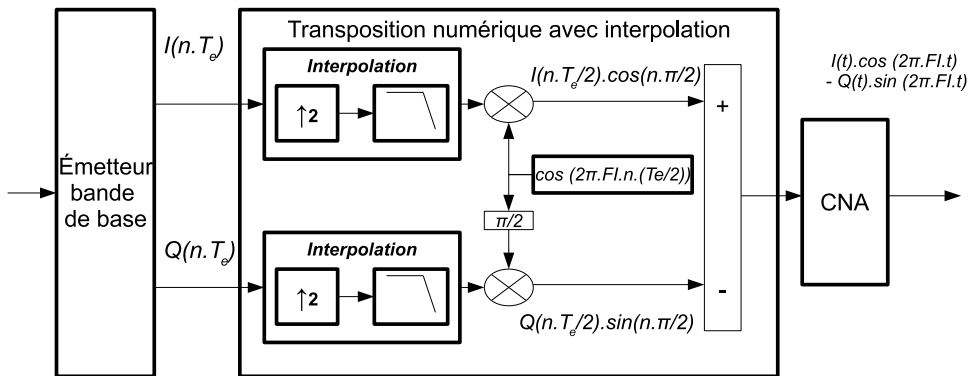 Transposition numérique avec interpolation
I(n.Te)
Interpolation
↑2
I(n.Te/2).cos(n.π/2)
I(t).cos (2π.FI.t)
- Q(t).sin (2π.FI.t)
+
Émetteur
bande
de base
cos (2π.FI.n.(Te/2))
CNA
π/2
Q(n.Te)
Interpolation
↑2
-
Q(n.Te/2).sin(n.π/2)